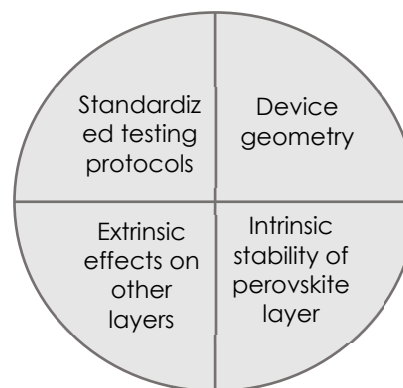 Standardiz
ed testing
protocols
Device
geometry
Extrinsic
effects on
other
layers
Intrinsic
stability of
perovskite
layer